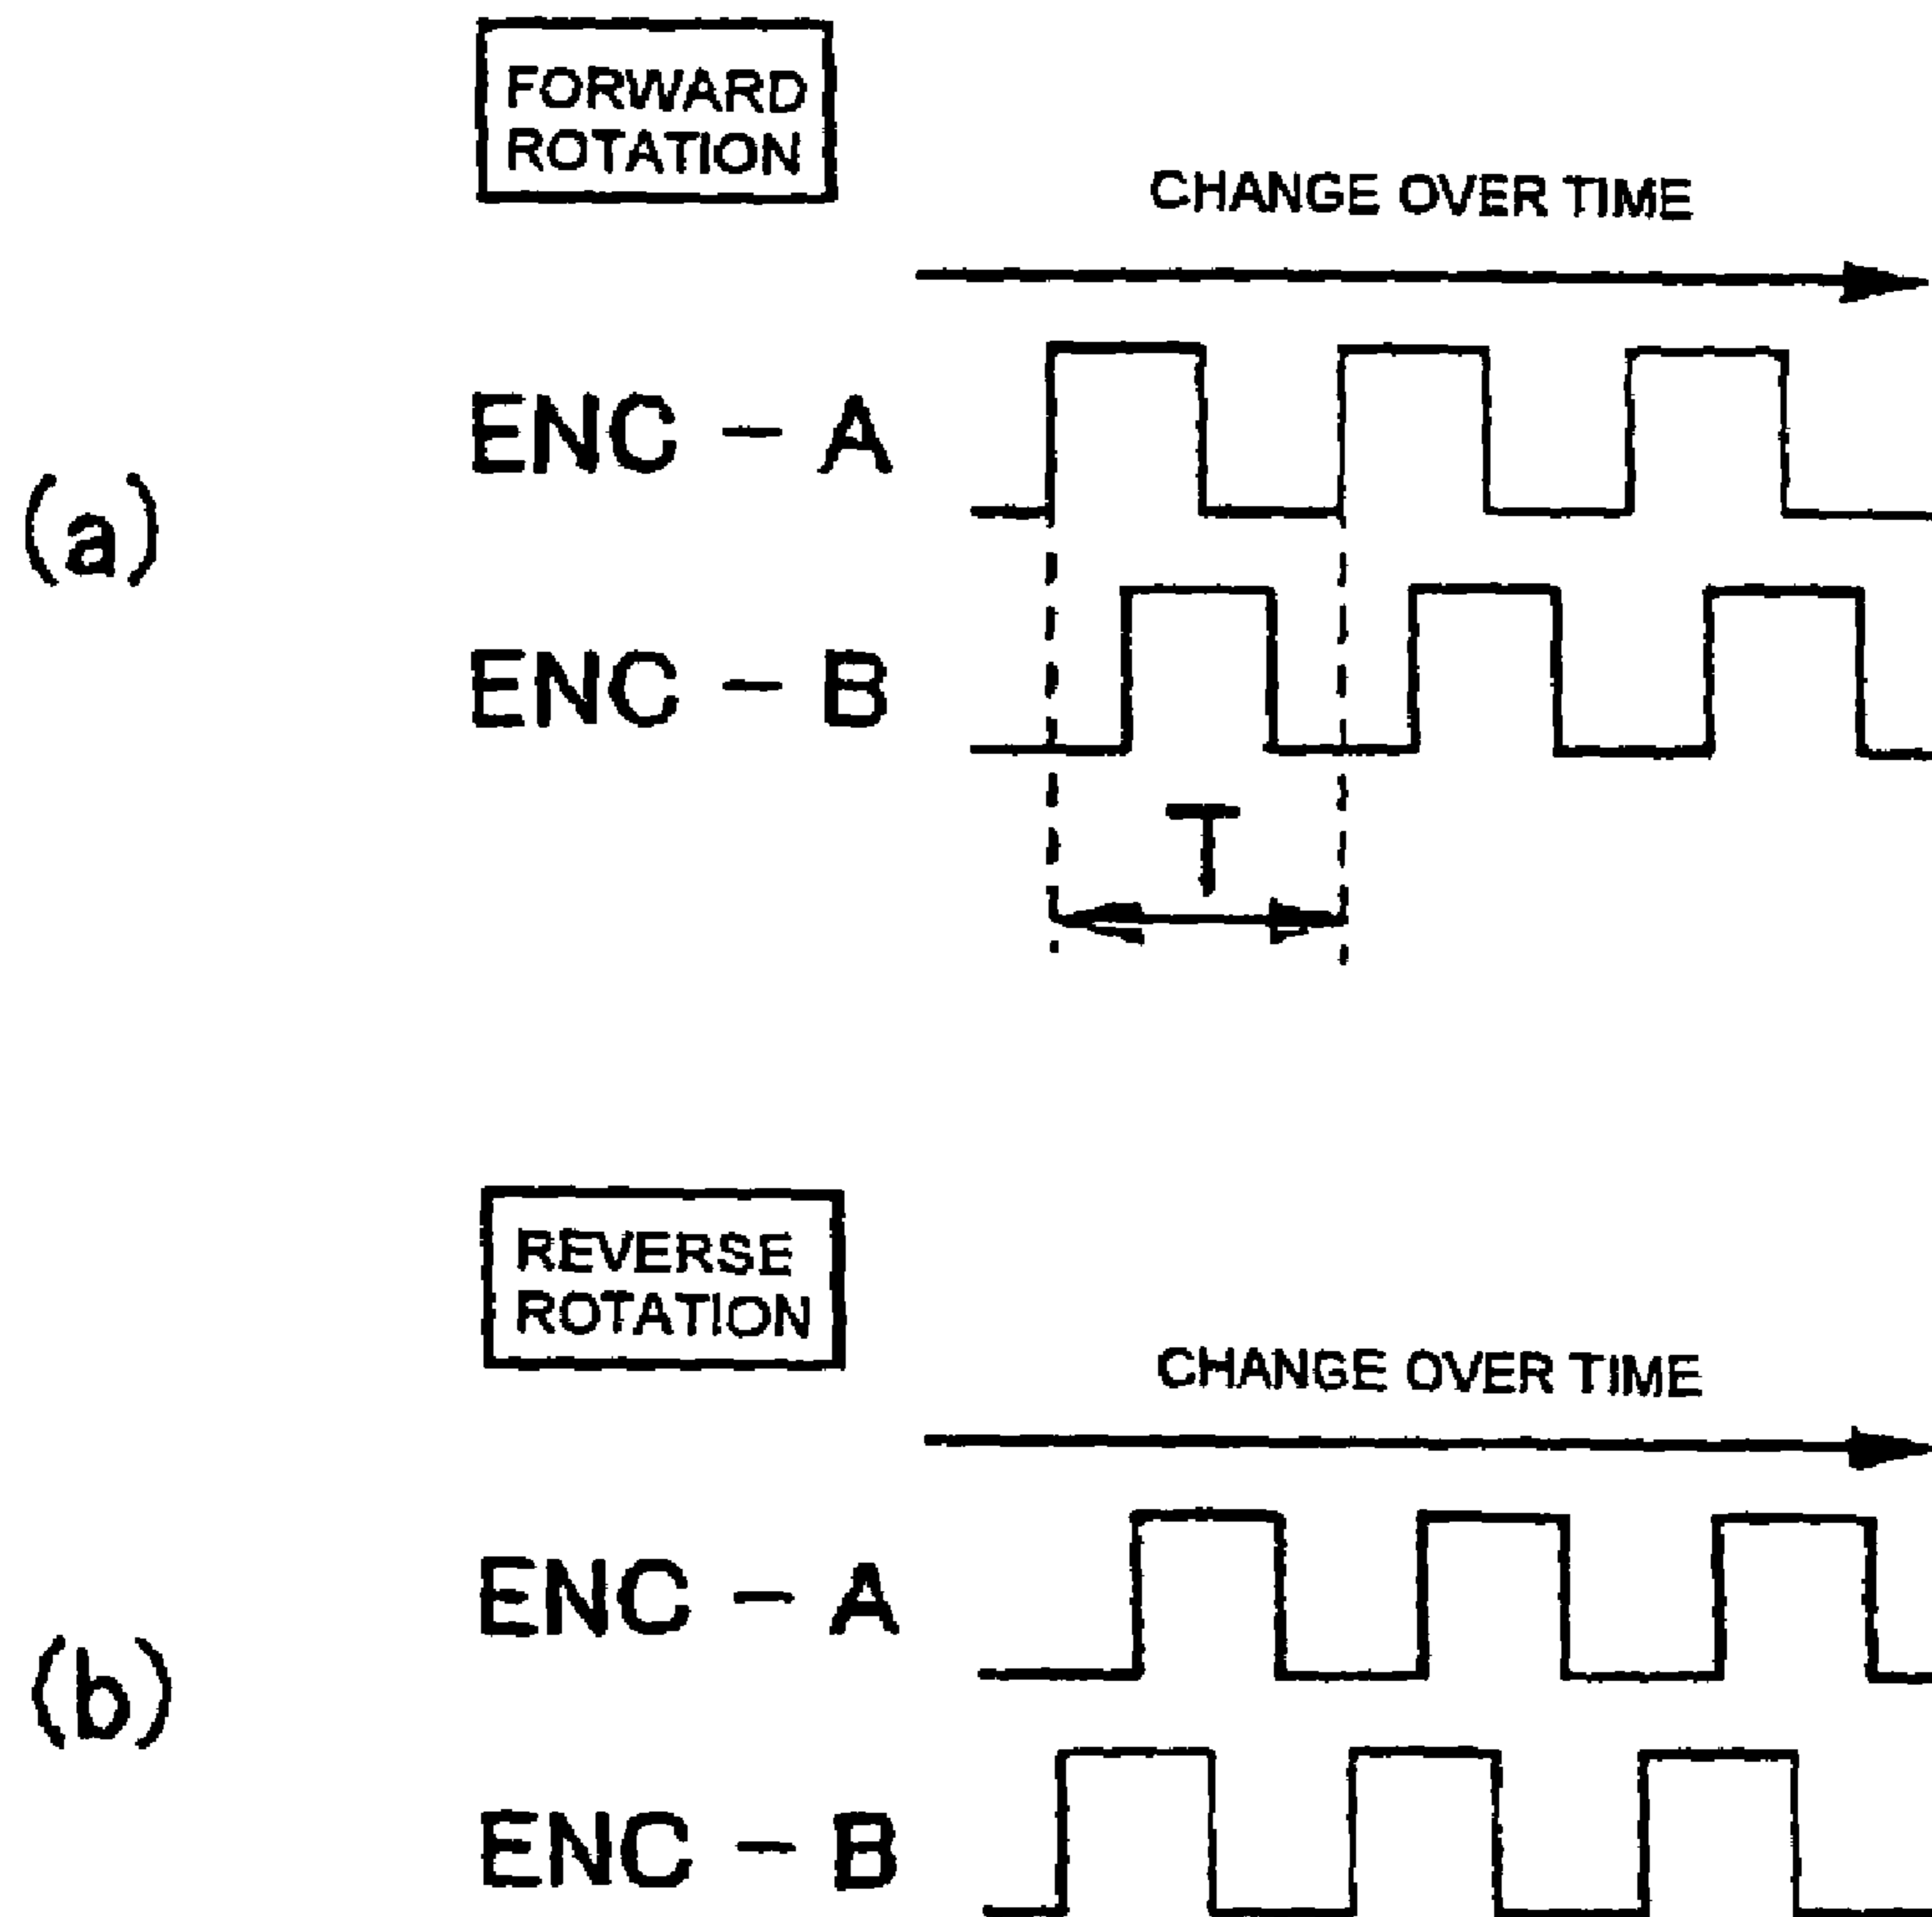 FORWARD
ROTATION
CHANGE OVER TIME
ENC - A
(a)
ENC - B
T
REVERSE
ROTATION
CHANGE OVER TIME
ENC - A
(b)
ENC - B